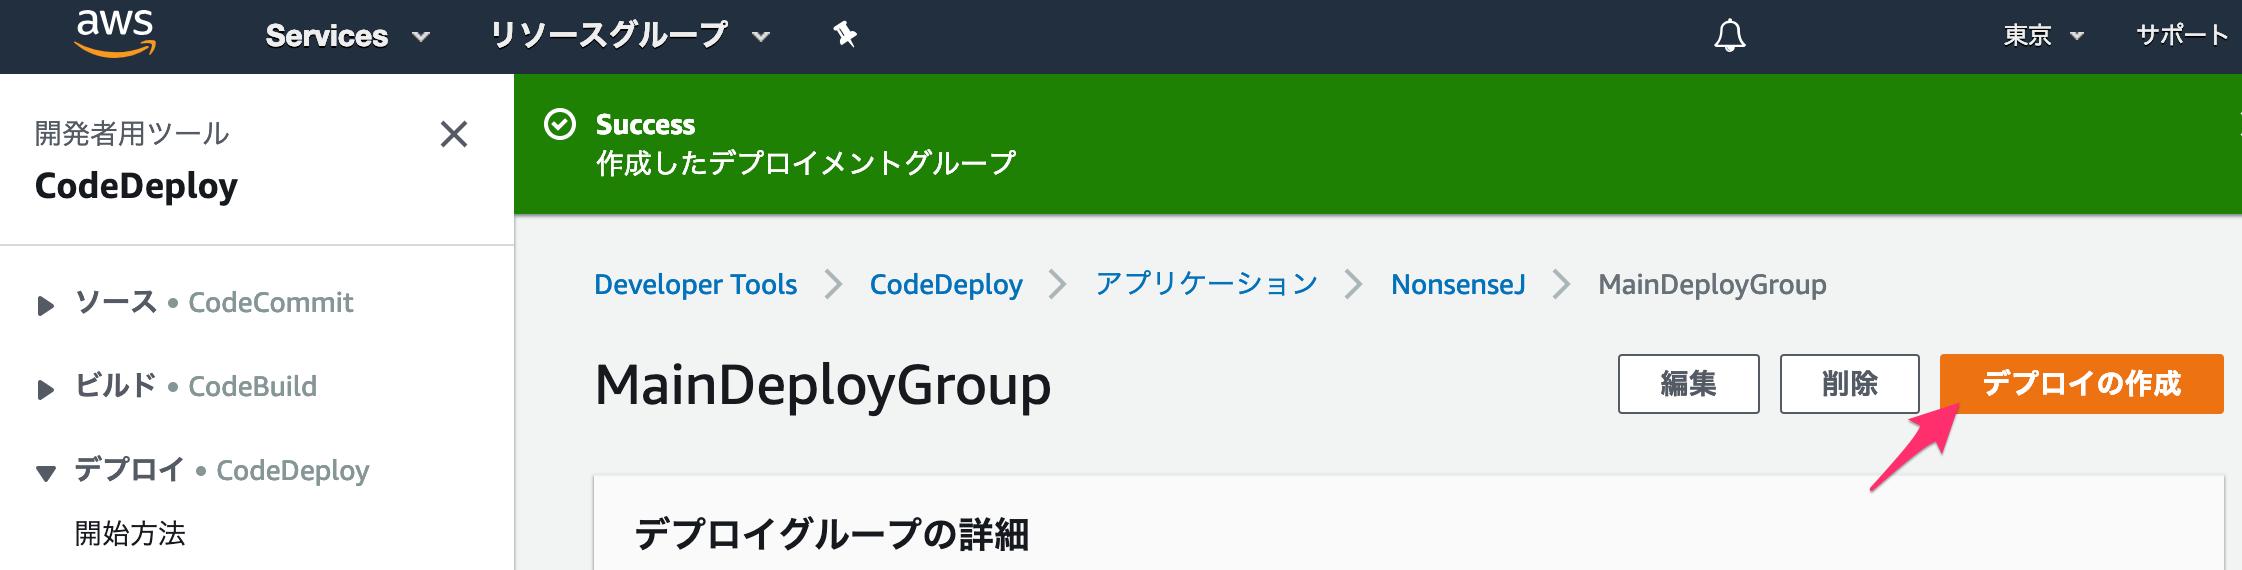 aws Services リソースグループ 東京 サポート
開発者用ツール
CodeDeploy
Success
作成したデプロイメントグループ
ソース • CodeCommit
ビルド • CodeBuild
デプロイ • CodeDeploy
開始方法
Developer Tools CodeDeploy アプリケーション NonsenseJ MainDeployGroup
MainDeployGroup 編集 削除 デプロイの作成
デプロイグループの詳細